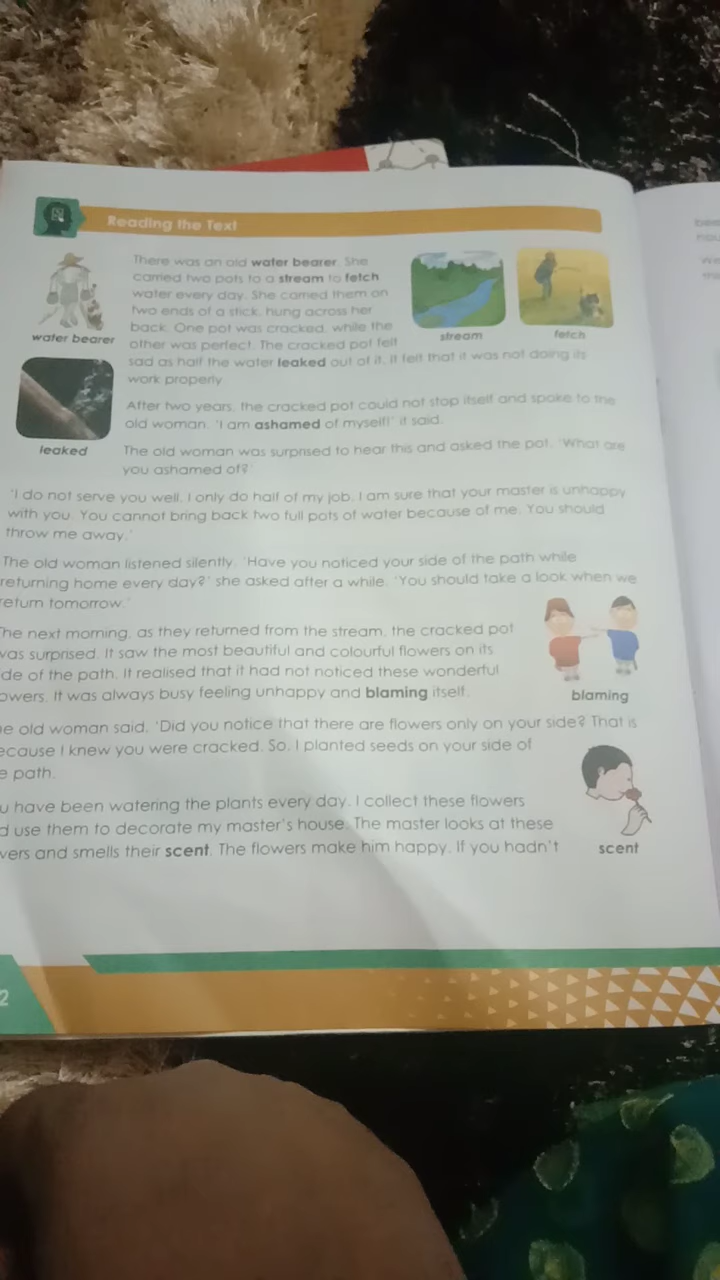 Reading the Text
There was an old water bearer. She
carried two pots to a stream to fetch
water every day. She carried them on
two ends of a stick, hung across her
back. One pot was cracked, while the
other was perfect. The cracked pot felt
sad as half the water leaked out of it. It felt that it was not doing its
work properly.
water bearer
stream
fetch
leaked
After two years, the cracked pot could not stop itself and spoke to the
old woman. 'I am ashamed of myself!' it said.
The old woman was surprised to hear this and asked the pot, 'What are
you ashamed of?'
'I do not serve you well. I only do half of my job. I am sure that your master is unhappy
with you. You cannot bring back two full pots of water because of me. You should
throw me away.'
The old woman listened silently. 'Have you noticed your side of the path while
returning home every day?' she asked after a while. 'You should take a look when we
return tomorrow.'
The next morning, as they returned from the stream, the cracked pot
was surprised. It saw the most beautiful and colourful flowers on its
de of the path. It realised that it had not noticed these wonderful
owers. It was always busy feeling unhappy and blaming itself.
blaming
e old woman said, 'Did you notice that there are flowers only on your side? That is
ecause I knew you were cracked. So, I planted seeds on your side of
e path.
u have been watering the plants every day. I collect these flowers
d use them to decorate my master's house. The master looks at these
vers and smells their scent. The flowers make him happy. If you hadn't
scent
2